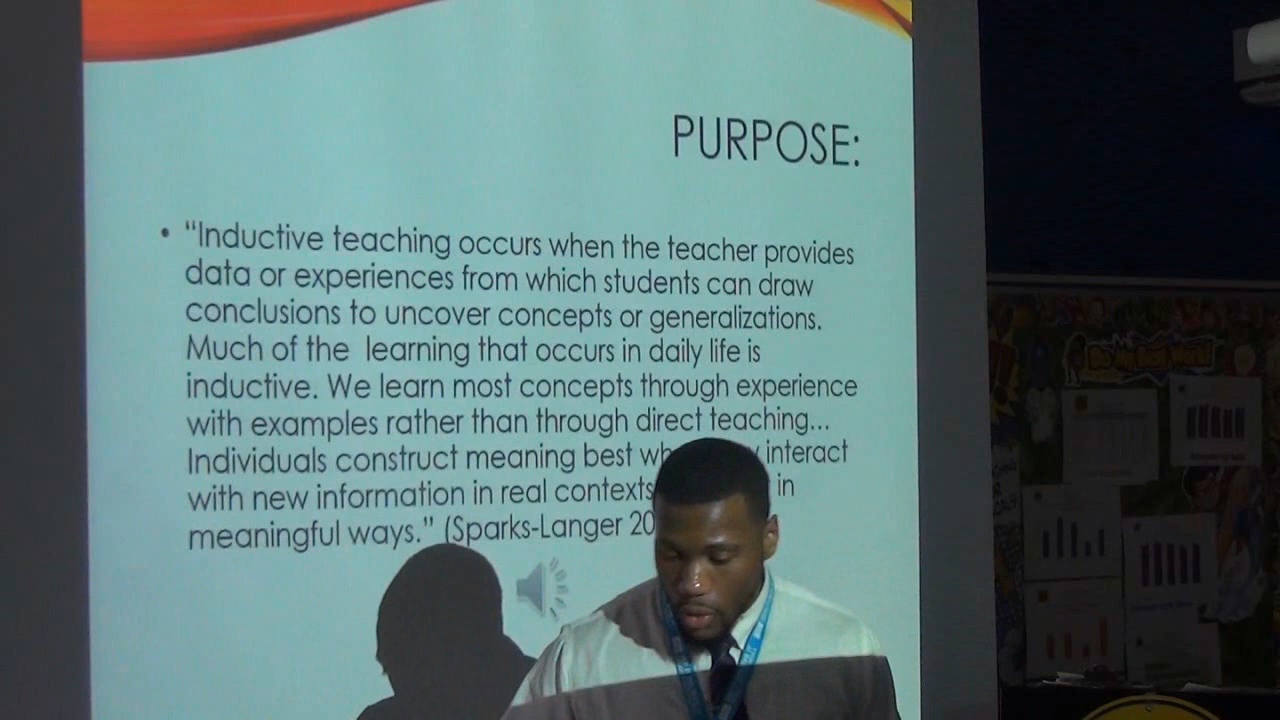 PURPOSE:
• “Inductive teaching occurs when the teacher provides
data or experiences from which students can draw
conclusions to uncover concepts or generalizations.
Much of the learning that occurs in daily life is
inductive. We learn most concepts through experience
with examples rather than through direct teaching...
Individuals construct meaning best interact
with new information in real contexts in
meaningful ways.” (Sparks-Langer